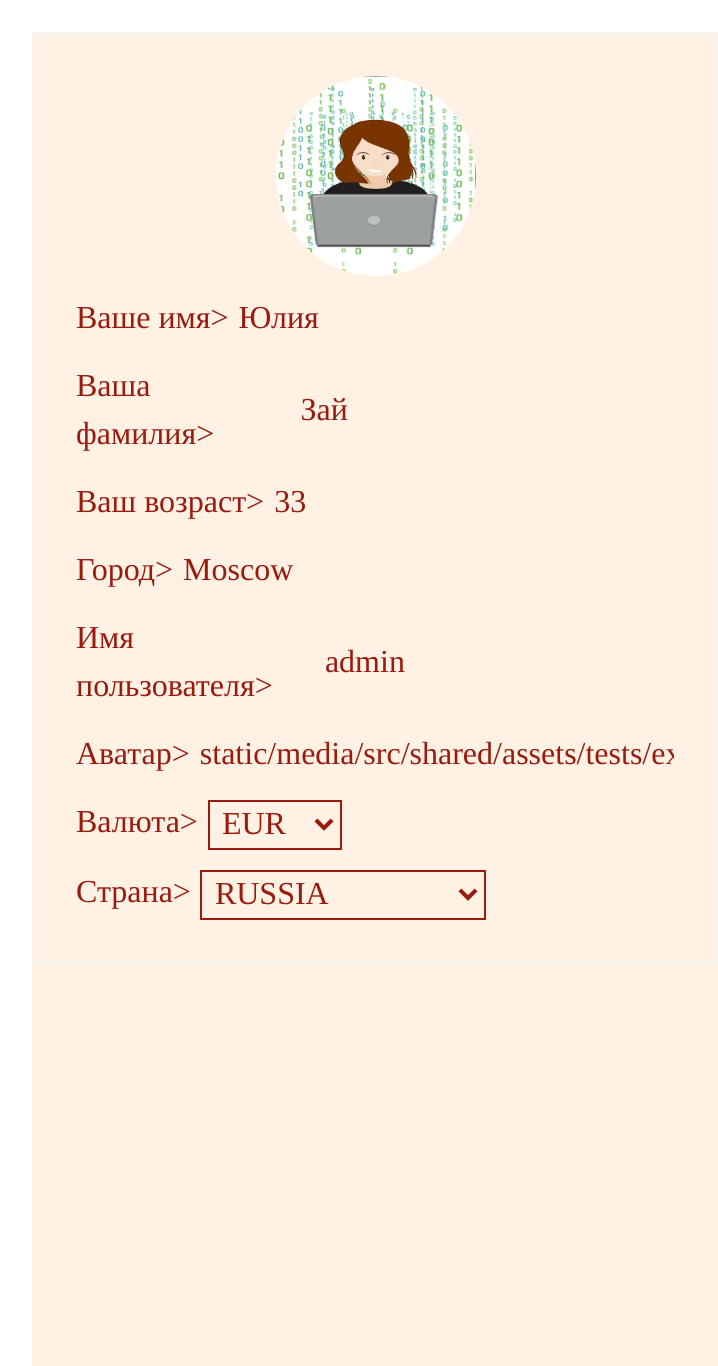 Ваше имя> Юлия
Ваша
фамилия> Зай
Ваш возраст> 33
Город> Moscow
Имя
пользователя> admin
Аватар> static/media/src/shared/assets/tests/ex
Валюта> EUR
Страна> RUSSIA